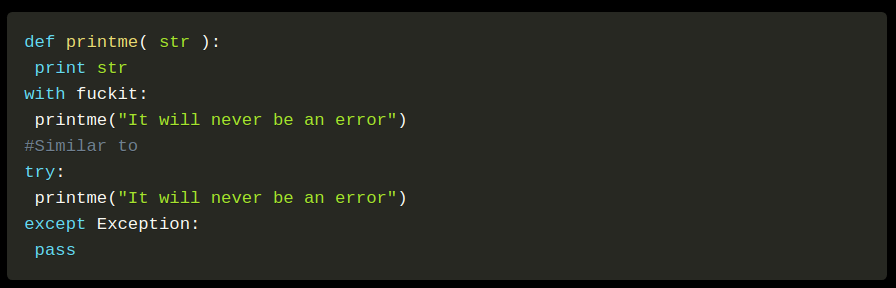 def printme( str ):
 print str
with fuckit:
 printme("It will never be an error")
#Similar to
try:
 printme("It will never be an error")
except Exception:
 pass